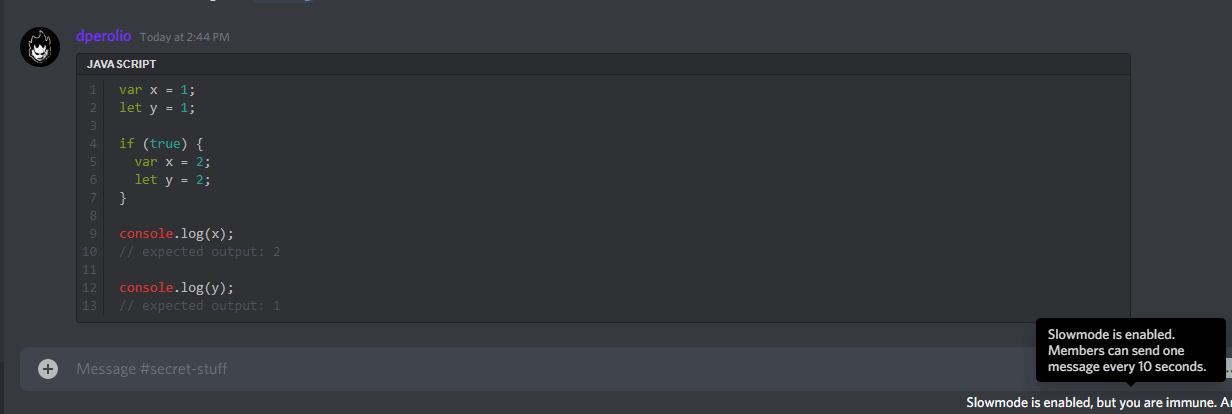 dperolio Today at 2:44 PM
JAVASCRIPT
1 var x = 1;
2 let y = 1;
3
4 if (true) {
5   var x = 2;
6   let y = 2;
7 }
8
9 console.log(x);
10 // expected output: 2
11
12 console.log(y);
13 // expected output: 1
Slowmode is enabled.
Members can send one
message every 10 seconds.
Message #secret-stuff
Slowmode is enabled, but you are immune.